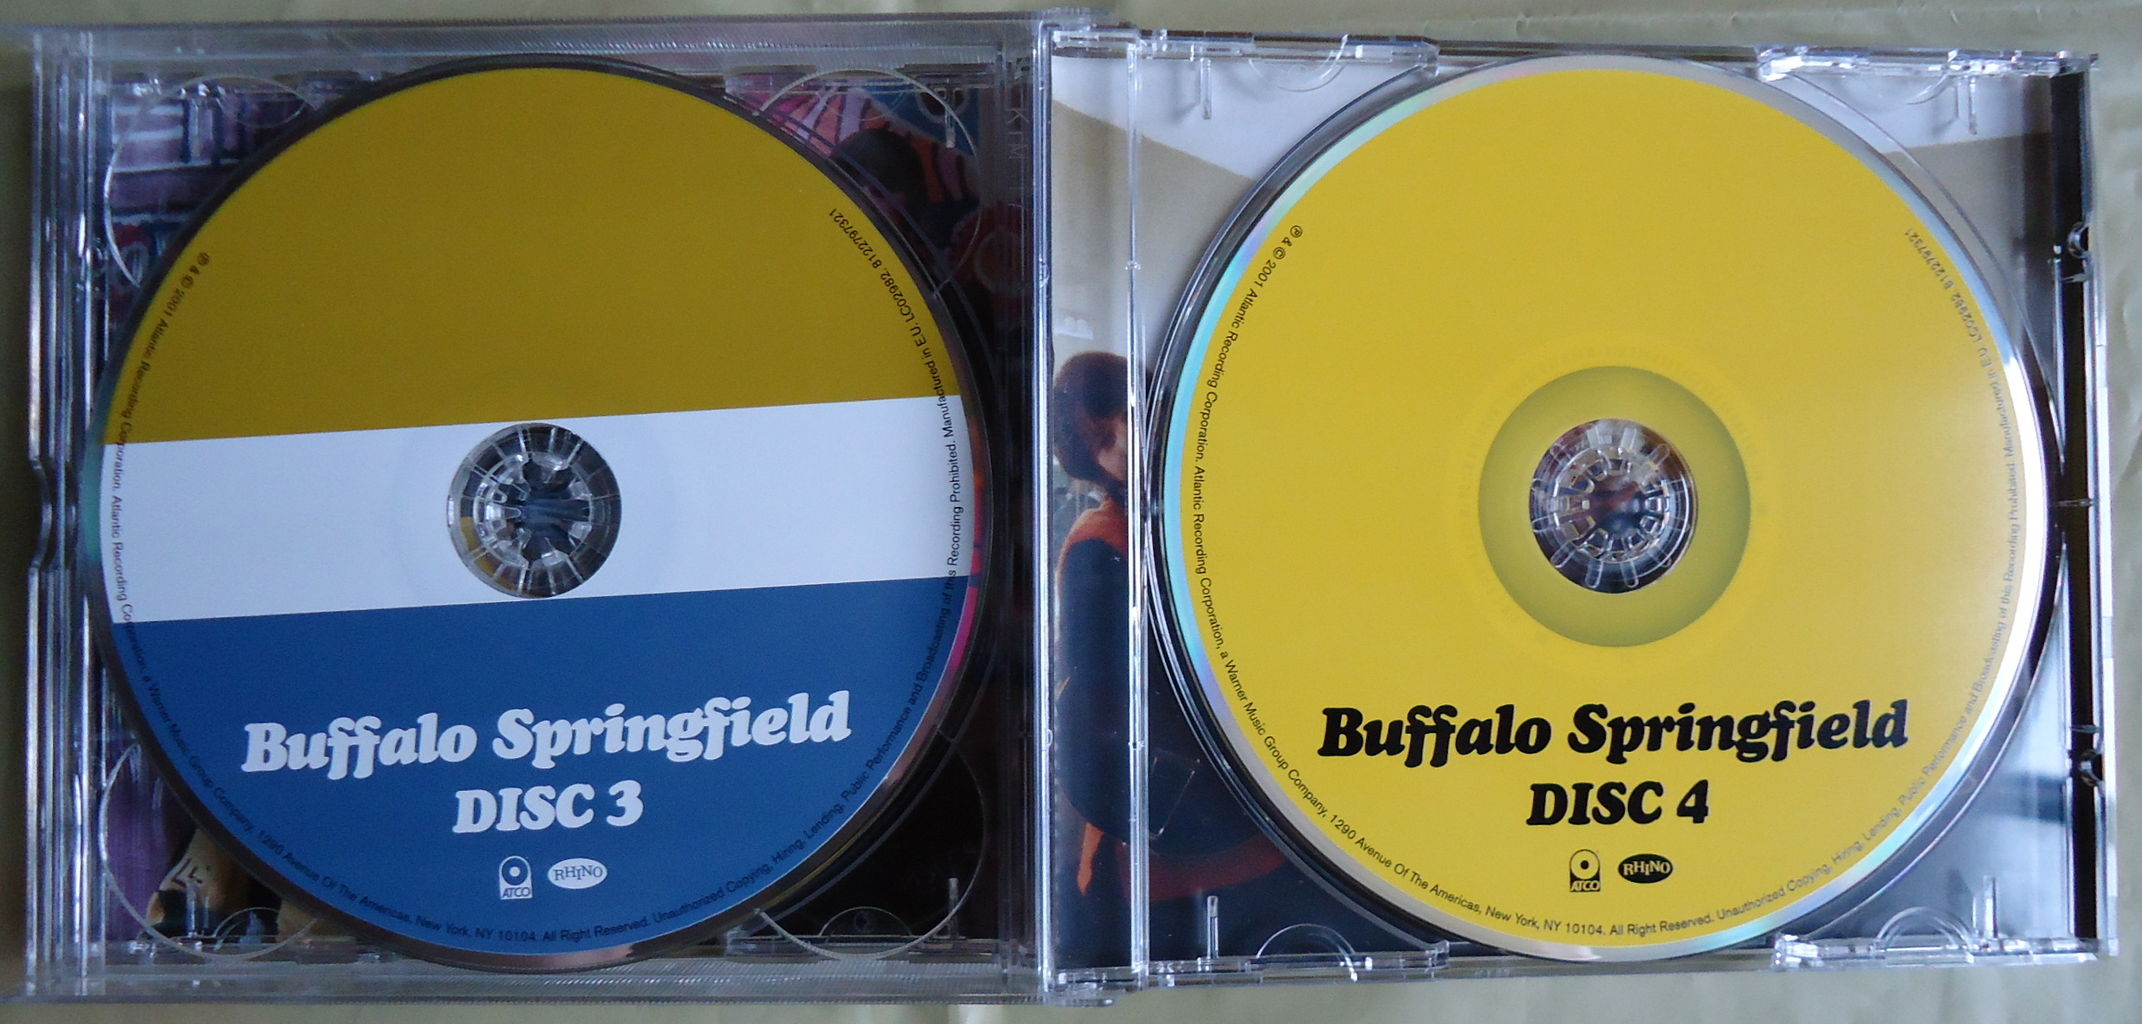 Buffalo Springfield
DISC 3
ATCO
RHINO
℗ & © 2001 Atlantic Recording Corporation. Atlantic Recording Corporation, a Warner Music Group Company, 1290 Avenue Of The Americas, New York, NY 10104. All Right Reserved. Unauthorized Copying, Hiring, Lending, Public Performance and Broadcasting of this Recording Prohibited. Manufactured in E.U. LC02982. 8122797321
Buffalo Springfield
DISC 4
ATCO
RHINO
℗ & © 2001 Atlantic Recording Corporation. Atlantic Recording Corporation, a Warner Music Group Company, 1290 Avenue Of The Americas, New York, NY 10104. All Right Reserved. Unauthorized Copying, Hiring, Lending, Public Performance and Broadcasting of this Recording Prohibited. Manufactured in E.U. LC02982. 8122797321